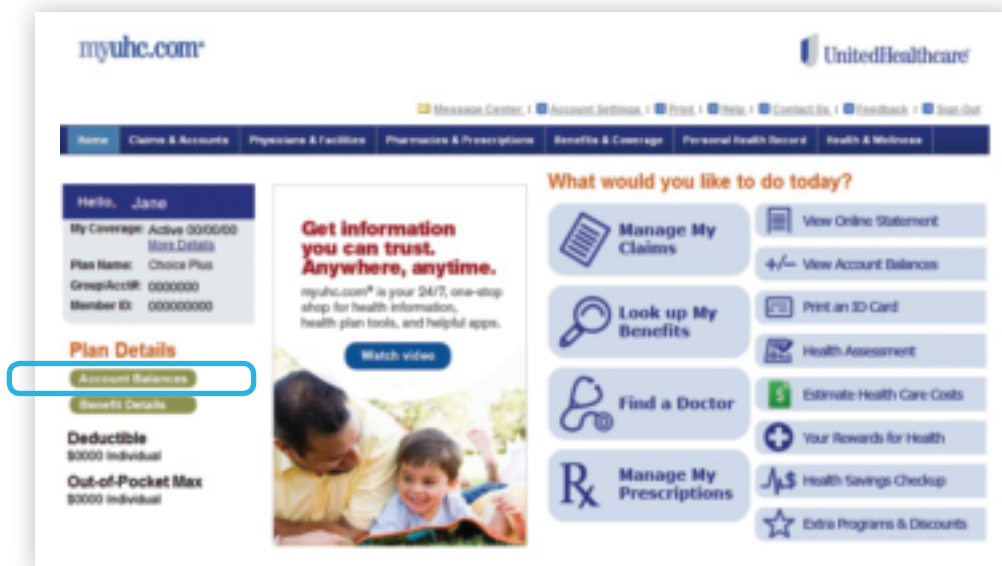 myuhc.com®
UnitedHealthcare®
Message Center | Account Settings | Print | Help | Contact Us | Feedback | Sign Out
Home Claims & Accounts Physicians & Facilities Pharmacies & Prescriptions Benefits & Coverage Personal Health Record Health & Wellness
Hello, Jane
My Coverage: Active 00/00/00
More Details
Plan Name: Choice Plus
Group/Acct#: 0000000
Member ID: 000000000
Plan Details
Account Balances
Benefit Details
Deductible
$0000 Individual
Out-of-Pocket Max
$0000 Individual
Get information
you can trust.
Anywhere, anytime.
myuhc.com® is your 24/7, one-stop
shop for health information,
health plan tools, and helpful apps.
Watch video
What would you like to do today?
Manage My
Claims
Look up My
Benefits
Find a Doctor
Rx
Manage My
Prescriptions
View Online Statement
+/- View Account Balances
Print an ID Card
Health Assessment
$ Estimate Health Care Costs
Your Rewards for Health
$ Health Savings Checkup
Extra Programs & Discounts